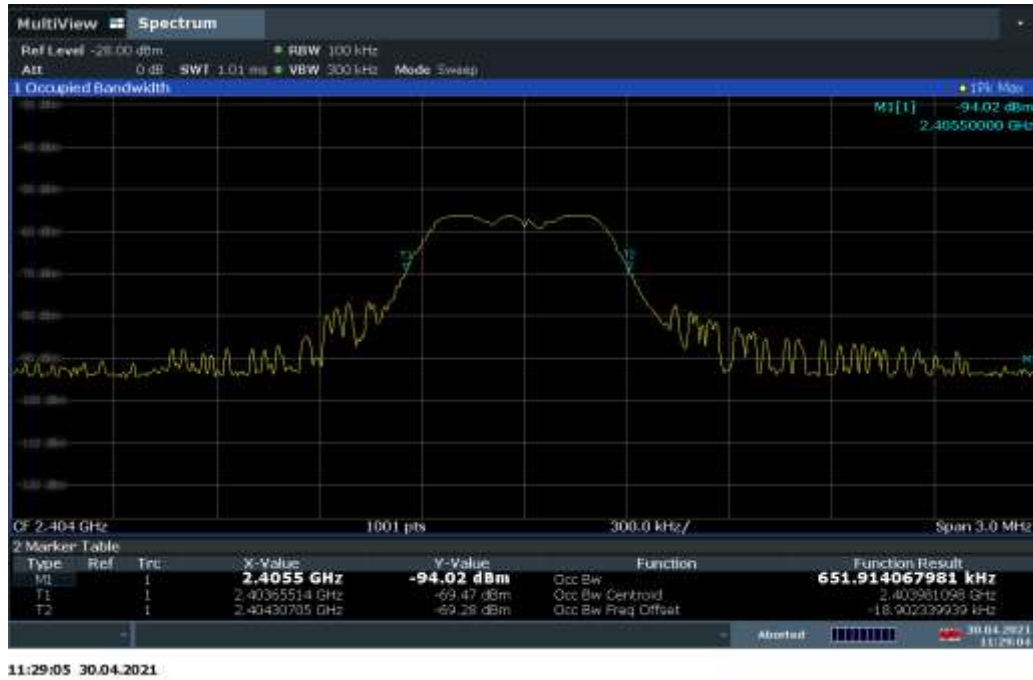 MultiView Spectrum
Ref Level -28.00 dBm RBW 100 kHz
Att 0 dB SWT 1.01 ms VBW 300 kHz Mode Sweep
1 Occupied Bandwidth 1Pk Max
M1[1] -94.02 dBm
2.40550000 GHz
T1 T2
M1
CF 2.404 GHz 1001 pts 300.0 kHz/ Span 3.0 MHz
2 Marker Table
Type Ref Trc X-Value Y-Value Function Function Result
M1 1 2.4055 GHz -94.02 dBm Occ Bw 651.914067981 kHz
T1 1 2.40365514 GHz -69.47 dBm Occ Bw Centroid 2.403981098 GHz
T2 1 2.40430705 GHz -69.28 dBm Occ Bw Freq Offset -18.902339939 kHz
Aborted 30.04.2021
11:29:04
11:29:05 30.04.2021